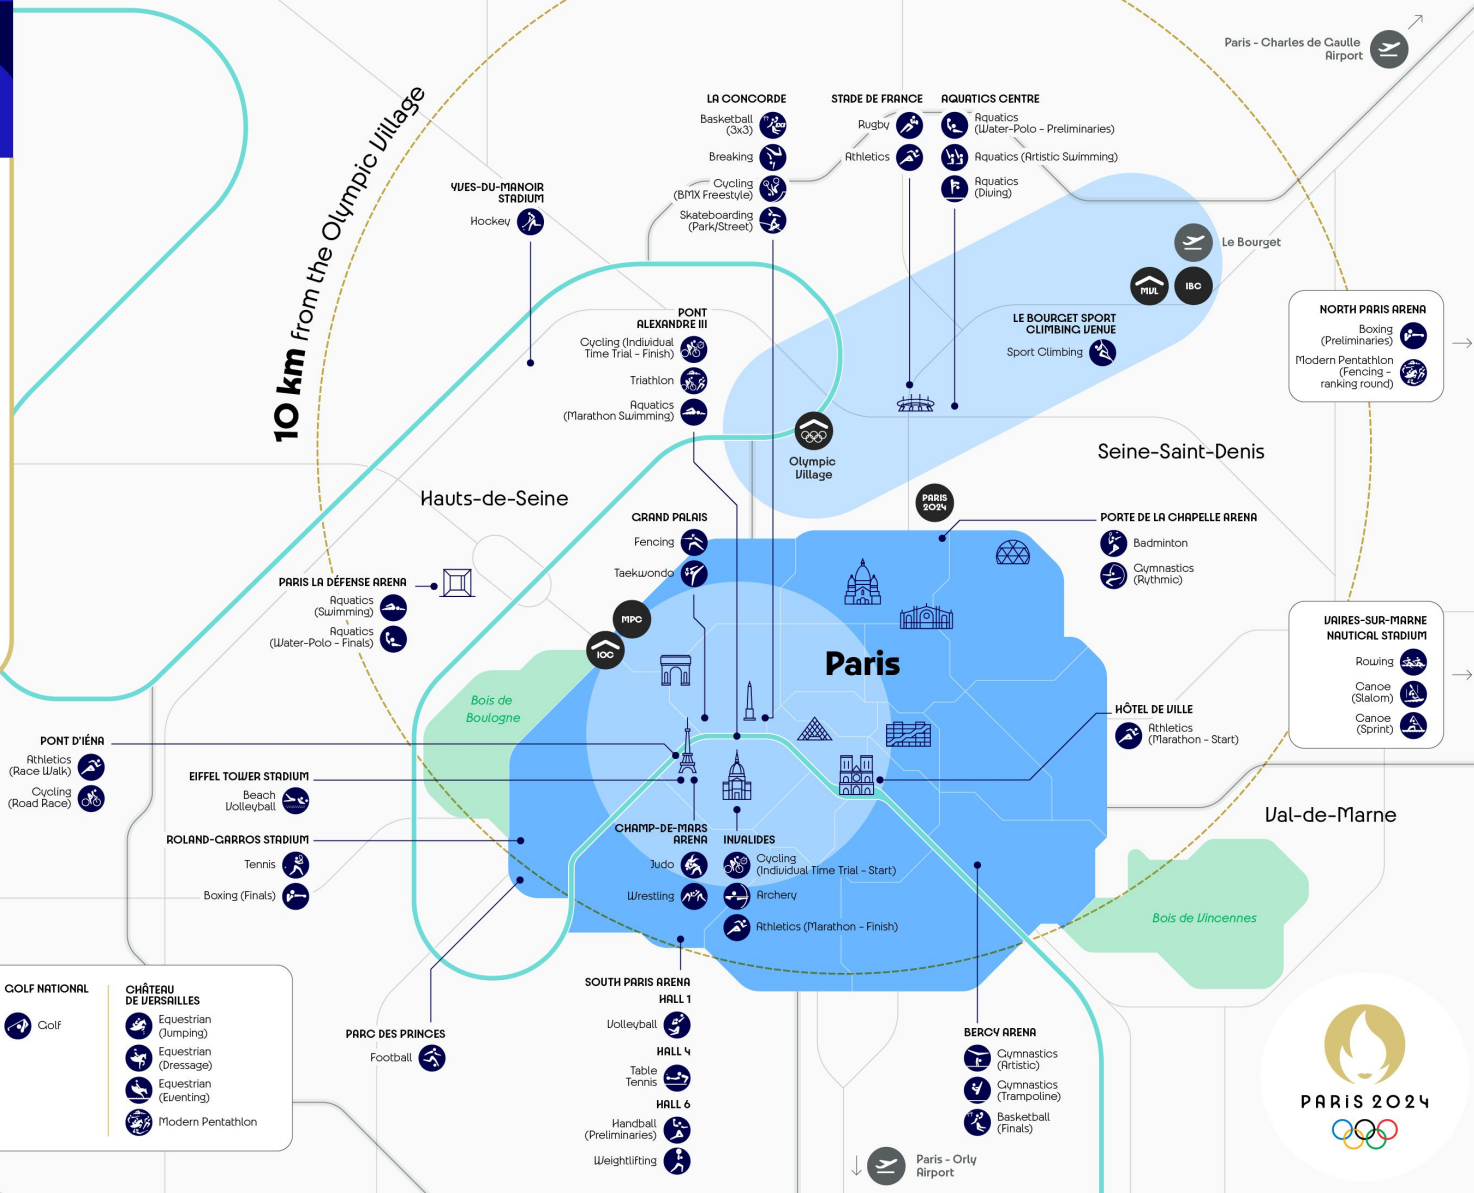 Paris - Charles de Gaulle
Airport
10 km from the Olympic Village
LA CONCORDE
Basketball
(3x3)
Breaking
Cycling
(BMX Freestyle)
Skateboarding
(Park/Street)
STADE DE FRANCE
Rugby
Athletics
AQUATICS CENTRE
Aquatics
(Water-Polo - Preliminaries)
Aquatics (Artistic Swimming)
Aquatics
(Diving)
YVES-DU-MANOIR
STADIUM
Hockey
Le Bourget
MVL
IBC
LE BOURGET SPORT
CLIMBING VENUE
Sport Climbing
NORTH PARIS ARENA
Boxing
(Preliminaries)
Modern Pentathlon
(Fencing -
ranking round)
PONT
ALEXANDRE III
Cycling (Individual
Time Trial - Finish)
Triathlon
Aquatics
(Marathon Swimming)
Olympic
Village
Seine-Saint-Denis
Hauts-de-Seine
PARIS
2024
GRAND PALAIS
Fencing
Taekwondo
PORTE DE LA CHAPELLE ARENA
Badminton
Gymnastics
(Rythmic)
PARIS LA DÉFENSE ARENA
Aquatics
(Swimming)
Aquatics
(Water-Polo - Finals)
MPC
IOC
VAIRES-SUR-MARNE
NAUTICAL STADIUM
Rowing
Canoe
(Slalom)
Canoe
(Sprint)
Paris
Bois de
Boulogne
HÔTEL DE VILLE
Athletics
(Marathon - Start)
PONT D'IÉNA
Athletics
(Race Walk)
Cycling
(Road Race)
EIFFEL TOWER STADIUM
Beach
Volleyball
Val-de-Marne
ROLAND-GARROS STADIUM
Tennis
Boxing (Finals)
CHAMP-DE-MARS
ARENA
Judo
Wrestling
INVALIDES
Cycling
(Individual Time Trial - Start)
Archery
Athletics (Marathon - Finish)
Bois de Vincennes
GOLF NATIONAL
Golf
CHÂTEAU
DE VERSAILLES
Equestrian
(Jumping)
Equestrian
(Dressage)
Equestrian
(Eventing)
Modern Pentathlon
PARC DES PRINCES
Football
SOUTH PARIS ARENA
HALL 1
Volleyball
HALL 4
Table
Tennis
HALL 6
Handball
(Preliminaries)
Weightlifting
BERCY ARENA
Gymnastics
(Artistic)
Gymnastics
(Trampoline)
Basketball
(Finals)
Paris - Orly
Airport
PARIS 2024